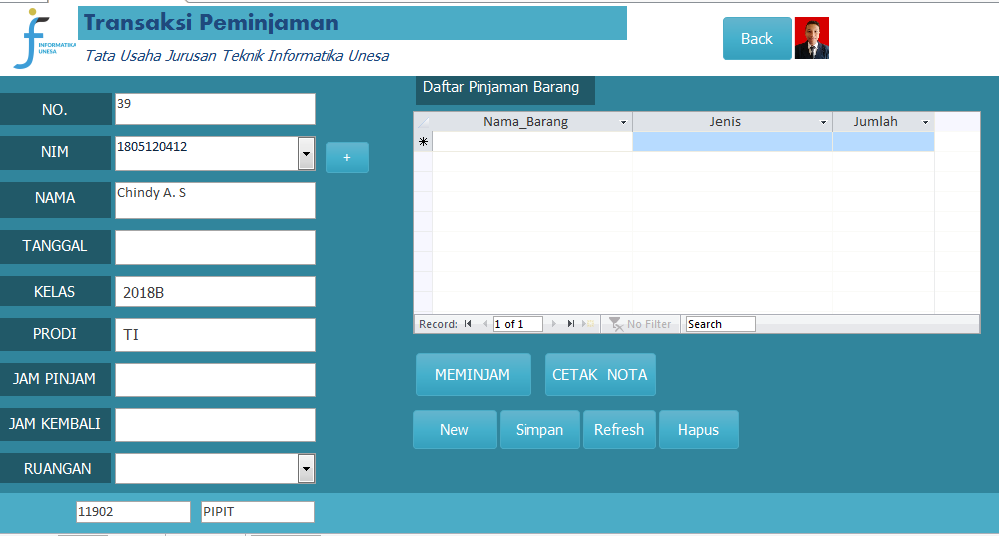 INFORMATIKA
UNESA
Transaksi Peminjaman
Tata Usaha Jurusan Teknik Informatika Unesa
Back
NO.
39
NIM
1805120412
+
NAMA
Chindy A. S
TANGGAL
KELAS
2018B
PRODI
TI
JAM PINJAM
JAM KEMBALI
RUANGAN
11902
PIPIT
Daftar Pinjaman Barang
Nama_Barang Jenis Jumlah
Record: 1 of 1 No Filter Search
MEMINJAM CETAK NOTA
New Simpan Refresh Hapus